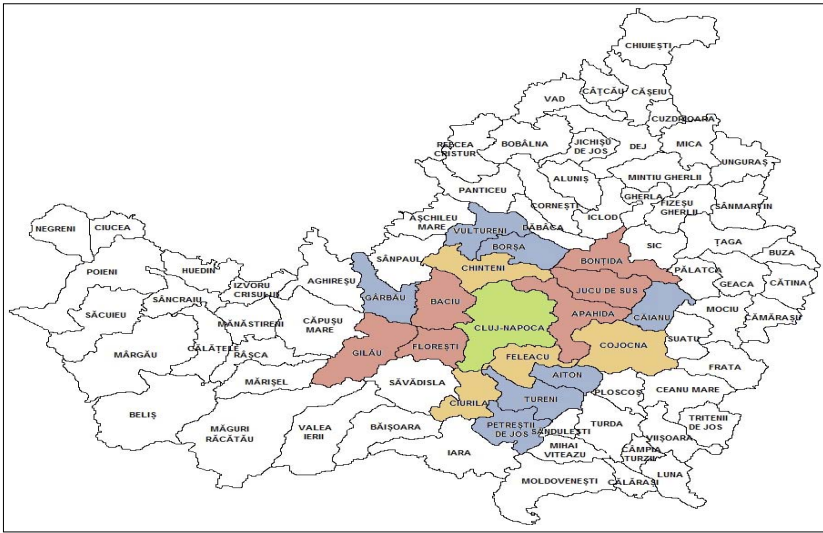 CHIUIEȘTI
CÂȚCĂU
CĂȘEIU
VAD
CUZDRIOARA
RECEA
CRISTUR
BOBÂLNA
JICHIȘU
DE JOS
DEJ
MICA
UNGURAȘ
ALUNIȘ
MINTIU GHERLII
PANTICEU
CORNEȘTI
GHERLA
FIZEȘU
GHERLII
SÂNMARTIN
NEGRENI
CIUCEA
AȘCHILEU
MARE
VULTURENI
DĂBÂCA
ICLOD
BORȘA
SIC
ȚAGA
BUZA
SÂNPAUL
CHINTENI
BONȚIDA
PĂLATCA
POIENI
HUEDIN
AGHIREȘU
IZVORU
CRIȘULUI
GÂRBĂU
BACIU
JUCU DE SUS
GEACA
CĂTINA
SÂNCRAIU
SĂCUIEU
MĂNĂSTIRENI
CĂPUȘU
MARE
APAHIDA
CĂIANU
MOCIU
CĂMĂRAȘU
CLUJ-NAPOCA
SUATU
MĂRGĂU
CĂLĂȚELE
RÂȘCA
GILĂU
FLOREȘTI
COJOCNA
FELEACU
FRATA
MĂRIȘEL
SĂVĂDISLA
AITON
PLOSCOȘ
CEANU MARE
BELIȘ
CIURILA
TURENI
MĂGURI
RĂCĂTĂU
VALEA
IERII
BĂIȘOARA
PETREȘTII
DE JOS
SĂNDULEȘTI
TURDA
TRITENII
DE JOS
VIIȘOARA
IARA
MIHAI
VITEAZU
CÂMPIA
TURZII
MOLDOVENEȘTI
CĂLĂRAȘI
LUNA